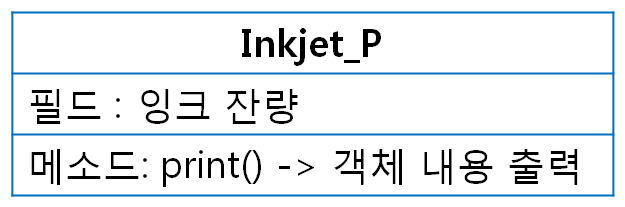 Inkjet_P
필드 : 잉크 잔량
메소드: print() -> 객체 내용 출력